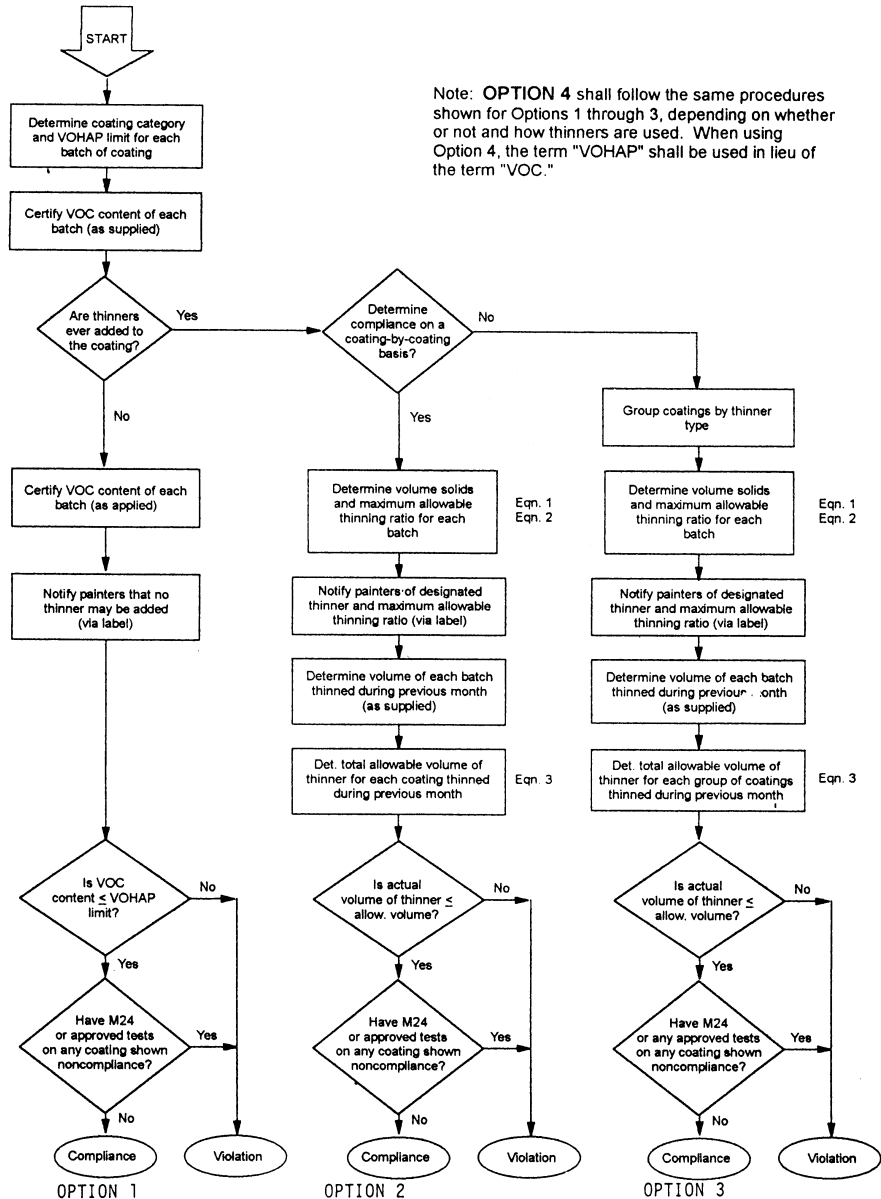 START
Note: OPTION 4 shall follow the same procedures
shown for Options 1 through 3, depending on whether
or not and how thinners are used. When using
Option 4, the term "VOHAP" shall be used in lieu of
the term "VOC."
Determine coating category
and VOHAP limit for each
batch of coating
Certify VOC content of each
batch (as supplied)
Are thinners
ever added to
the coating?
Yes
No
Determine
compliance on a
coating-by-coating
basis?
No
Yes
Certify VOC content of each
batch (as applied)
Notify painters that no
thinner may be added
(via label)
Is VOC
content ≤ VOHAP
limit?
No
Yes
Have M24
or approved tests
on any coating shown
noncompliance?
Yes
No
Compliance
Violation
OPTION 1
Determine volume solids
and maximum allowable
thinning ratio for each
batch
Eqn. 1
Eqn. 2
Notify painters of designated
thinner and maximum allowable
thinning ratio (via label)
Determine volume of each batch
thinned during previous month
(as supplied)
Det. total allowable volume of
thinner for each coating thinned
during previous month
Eqn. 3
Is actual
volume of thinner ≤
allow. volume?
No
Yes
Have M24
or approved tests
on any coating shown
noncompliance?
Yes
No
Compliance
Violation
OPTION 2
Group coatings by thinner
type
Determine volume solids
and maximum allowable
thinning ratio for each
batch
Eqn. 1
Eqn. 2
Notify painters of designated
thinner and maximum allowable
thinning ratio (via label)
Determine volume of each batch
thinned during
(as supplied)
Det. total allowable volume of
thinner for each group of coatings
thinned during previous month
Eqn. 3
Is actual
volume of thinner ≤
allow. volume?
No
Yes
Have M24
or any approved tests
on any coating shown
noncompliance?
Yes
No
Compliance
Violation
OPTION 3